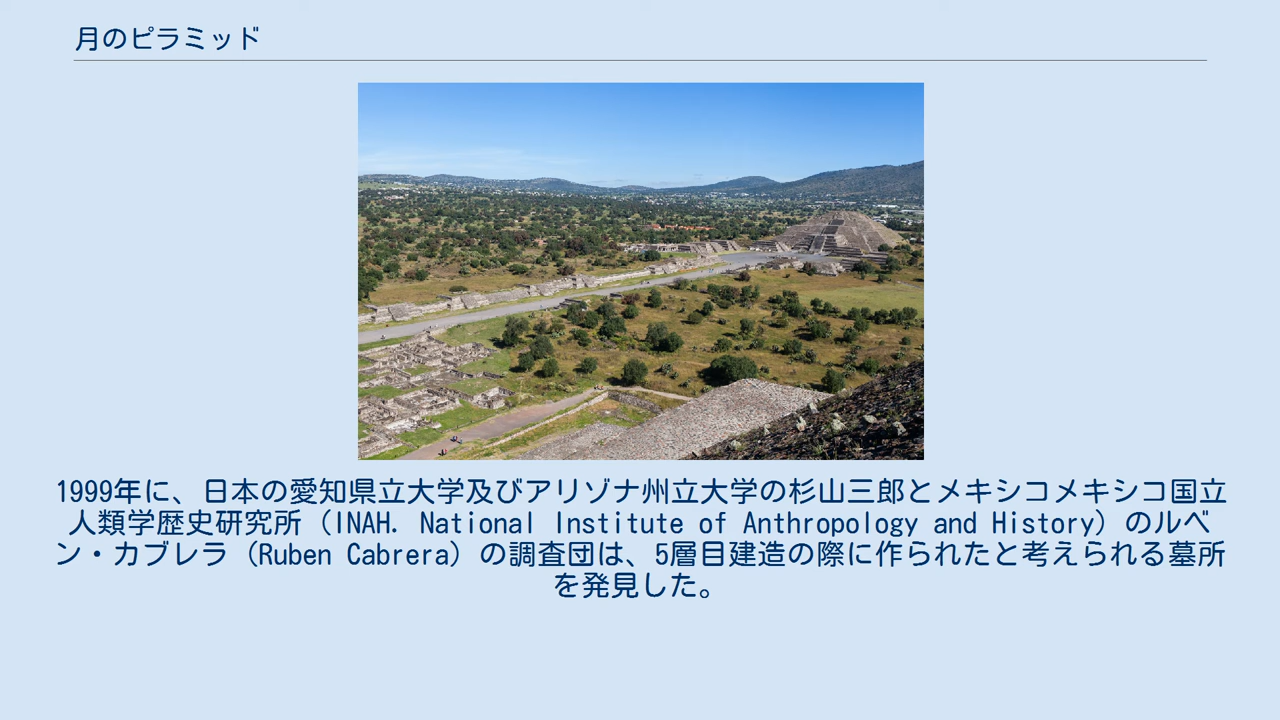 月のピラミッド
1999年に、日本の愛知県立大学及びアリゾナ州立大学の杉山三郎とメキシコメキシコ国立
人類学歴史研究所（INAH. National Institute of Anthropology and History）のルベ
ン・カブレラ（Ruben Cabrera）の調査団は、5層目建造の際に作られたと考えられる墓所
を発見した。